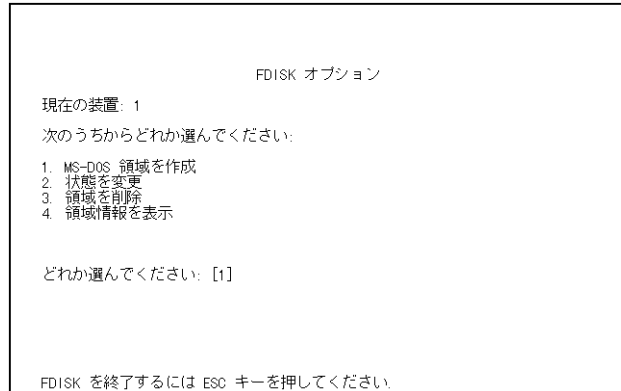 FDISK オプション
現在の装置: 1
次のうちからどれか選んでください:
1. MS-DOS 領域を作成
2. 状態を変更
3. 領域を削除
4. 領域情報を表示
どれか選んでください: [1]
FDISK を終了するには ESC キーを押してください.